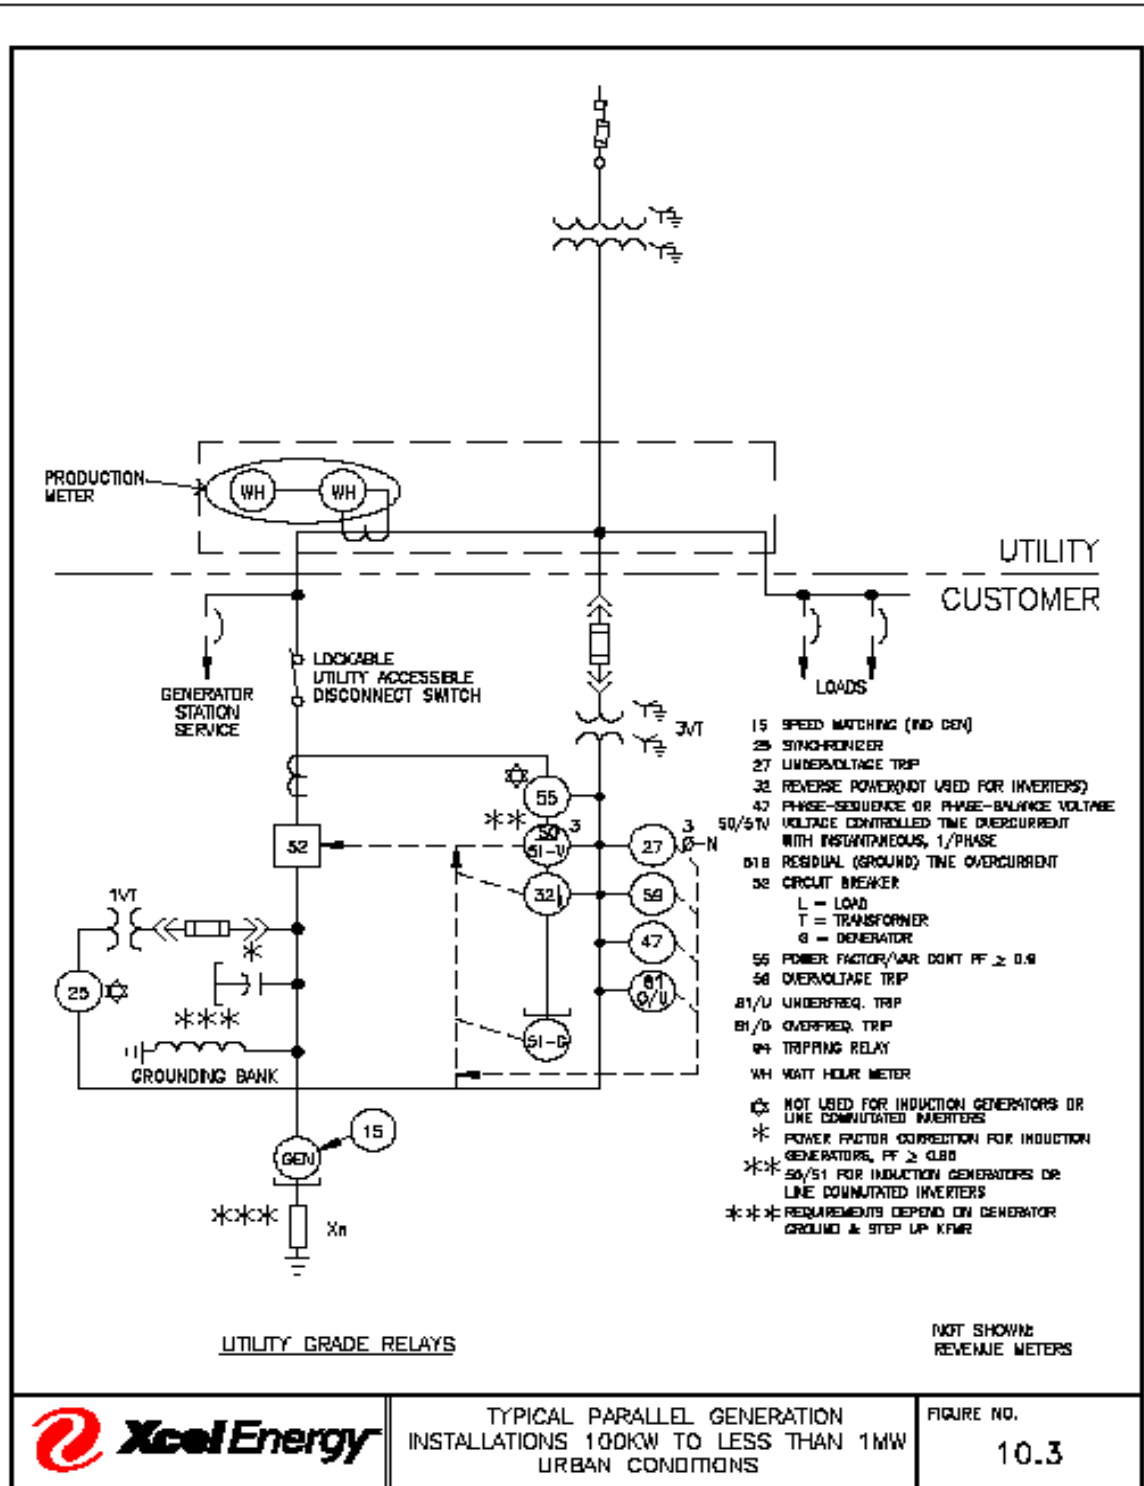 PRODUCTION
METER
WH
WH
UTILITY
CUSTOMER
GENERATOR
STATION
SERVICE
LOCKABLE
UTILITY ACCESSIBLE
DISCONNECT SWITCH
LOADS
3VT
55
**
50
51-V
3
27
3
Ø-N
52
32
59
1VT
47
*
25
81
O/U
***
51-G
GROUNDING BANK
15
GEN
***
Xn
15 SPEED MATCHING (IND GEN)
25 SYNCHRONIZER
27 UNDERVOLTAGE TRIP
32 REVERSE POWER(NOT USED FOR INVERTERS)
47 PHASE-SEQUENCE OR PHASE-BALANCE VOLTAGE
50/51V VOLTAGE CONTROLLED TIME OVERCURRENT
WITH INSTANTANEOUS, 1/PHASE
RESIDUAL (GROUND) TIME OVERCURRENT
52 CIRCUIT BREAKER
L = LOAD
T = TRANSFORMER
G = GENERATOR
55 POWER FACTOR/VAR CONT PF ≥ 0.9
OVERVOLTAGE TRIP
81/U UNDERFREQ. TRIP
81/O OVERFREQ. TRIP
94 TRIPPING RELAY
WH WATT HOUR METER
NOT USED FOR INDUCTION GENERATORS OR
LINE COMMUTATED INVERTERS
* POWER FACTOR CORRECTION FOR INDUCTION
GENERATORS, PF ≥
** 50/51 FOR INDUCTION GENERATORS OR
LINE COMMUTATED INVERTERS
*** REQUIREMENTS DEPEND ON GENERATOR
GROUND & STEP UP XFMR
UTILITY GRADE RELAYS
NOT SHOWN:
REVENUE METERS
Xcel Energy
TYPICAL PARALLEL GENERATION
INSTALLATIONS 100KW TO LESS THAN 1MW
URBAN CONDITIONS
FIGURE NO.
10.3